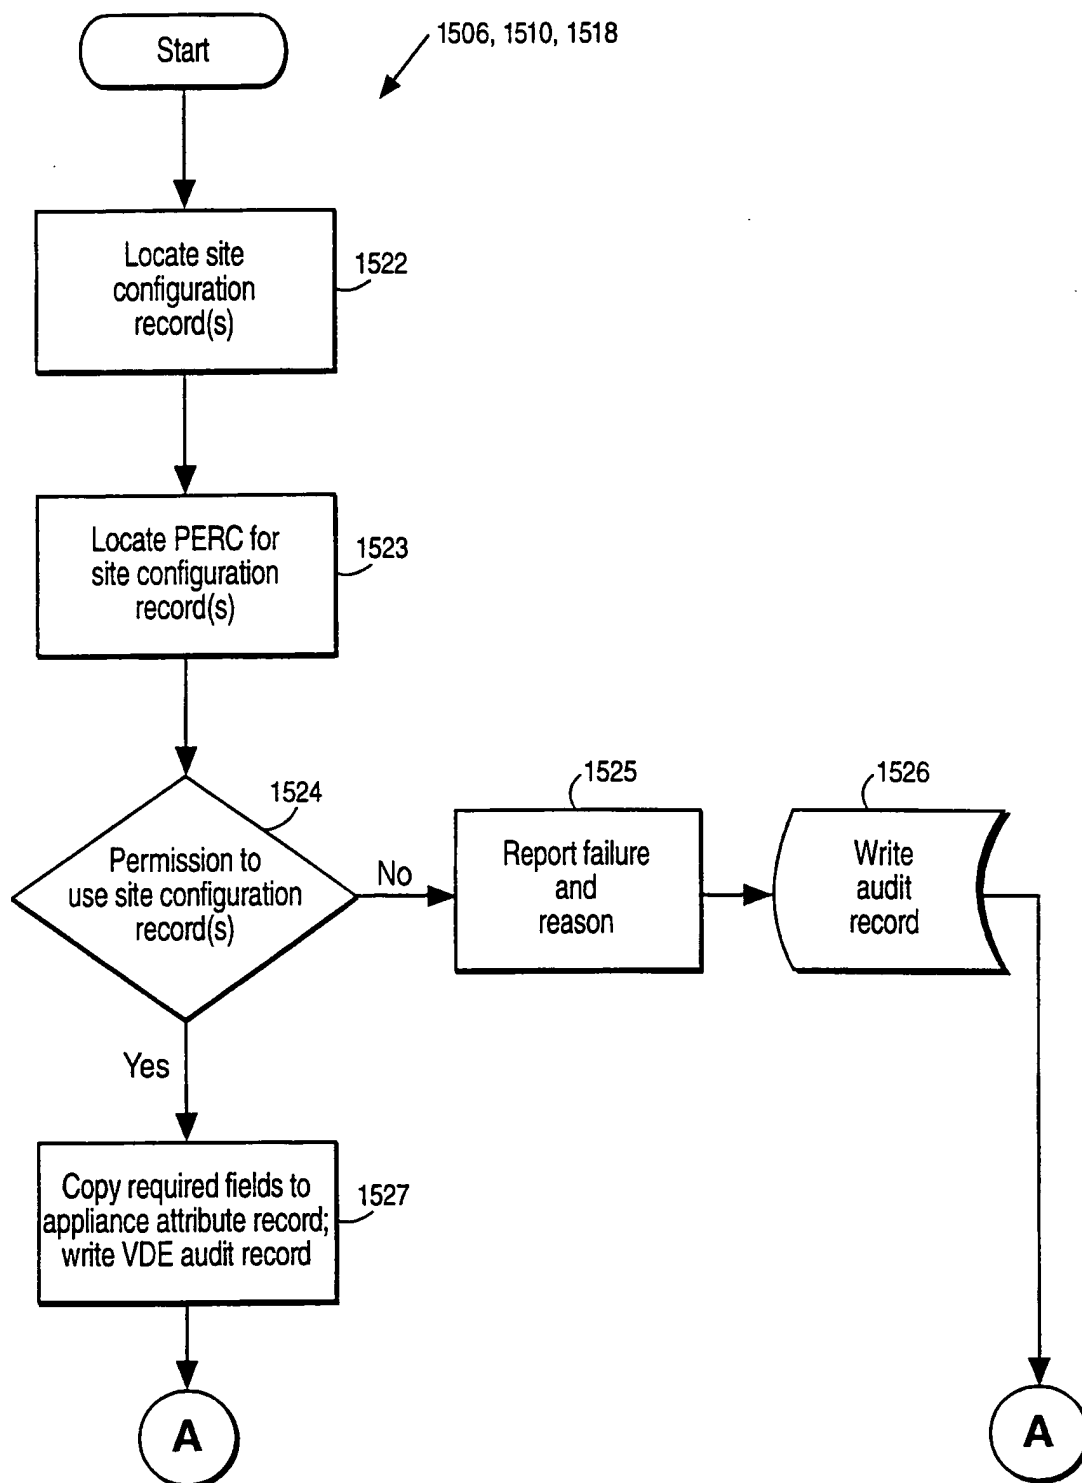 Start
1506, 1510, 1518
Locate site
configuration
record(s)
1522
Locate PERC for
site configuration
record(s)
1523
Permission to
use site configuration
record(s)
1524
No
Report failure
and
reason
1525
Write
audit
record
1526
Yes
Copy required fields to
appliance attribute record;
write VDE audit record
1527
A
A